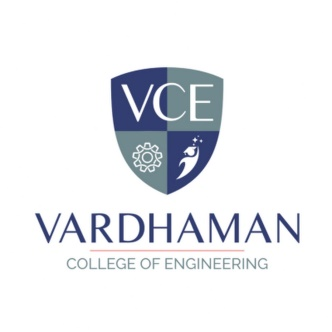 VCE
VARDHAMAN
COLLEGE OF ENGINEERING